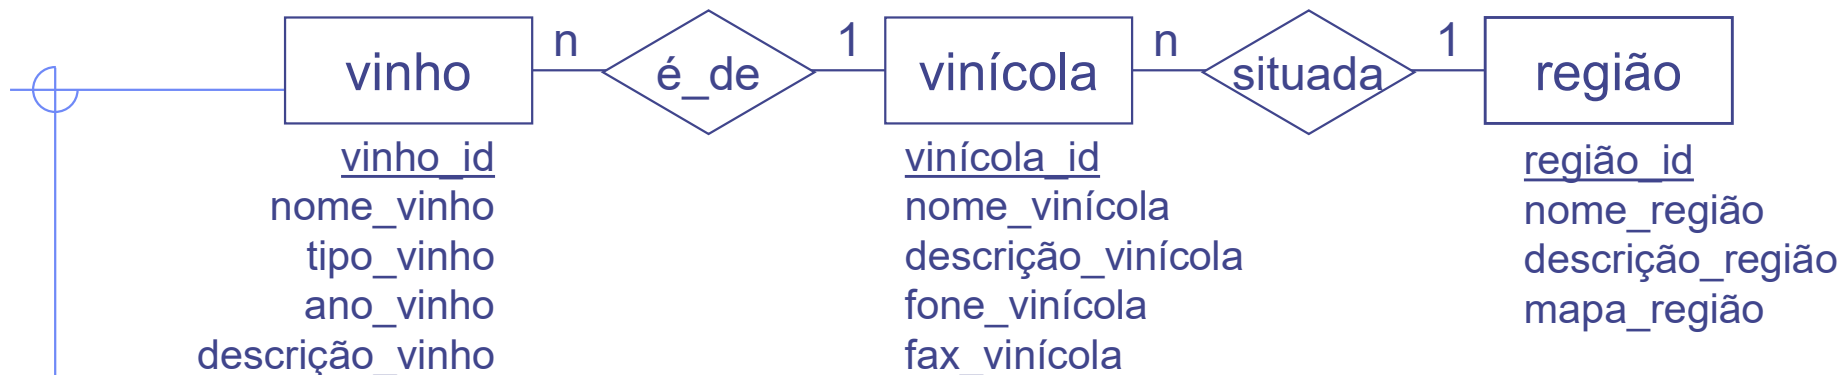 vinho n é_de 1 vinícola n situada 1 região
vinho_id
nome_vinho
tipo_vinho
ano_vinho
descrição_vinho
vinícola_id
nome_vinícola
descrição_vinícola
fone_vinícola
fax_vinícola
região_id
nome_região
descrição_região
mapa_região